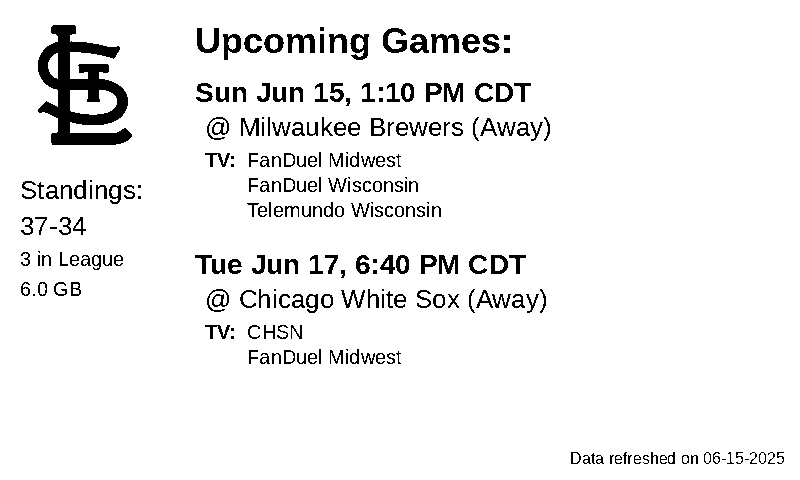 STL
Standings:
37-34
3 in League
6.0 GB
Upcoming Games:
Sun Jun 15, 1:10 PM CDT
@ Milwaukee Brewers (Away)
TV: FanDuel Midwest
FanDuel Wisconsin
Telemundo Wisconsin
Tue Jun 17, 6:40 PM CDT
@ Chicago White Sox (Away)
TV: CHSN
FanDuel Midwest
Data refreshed on 06-15-2025